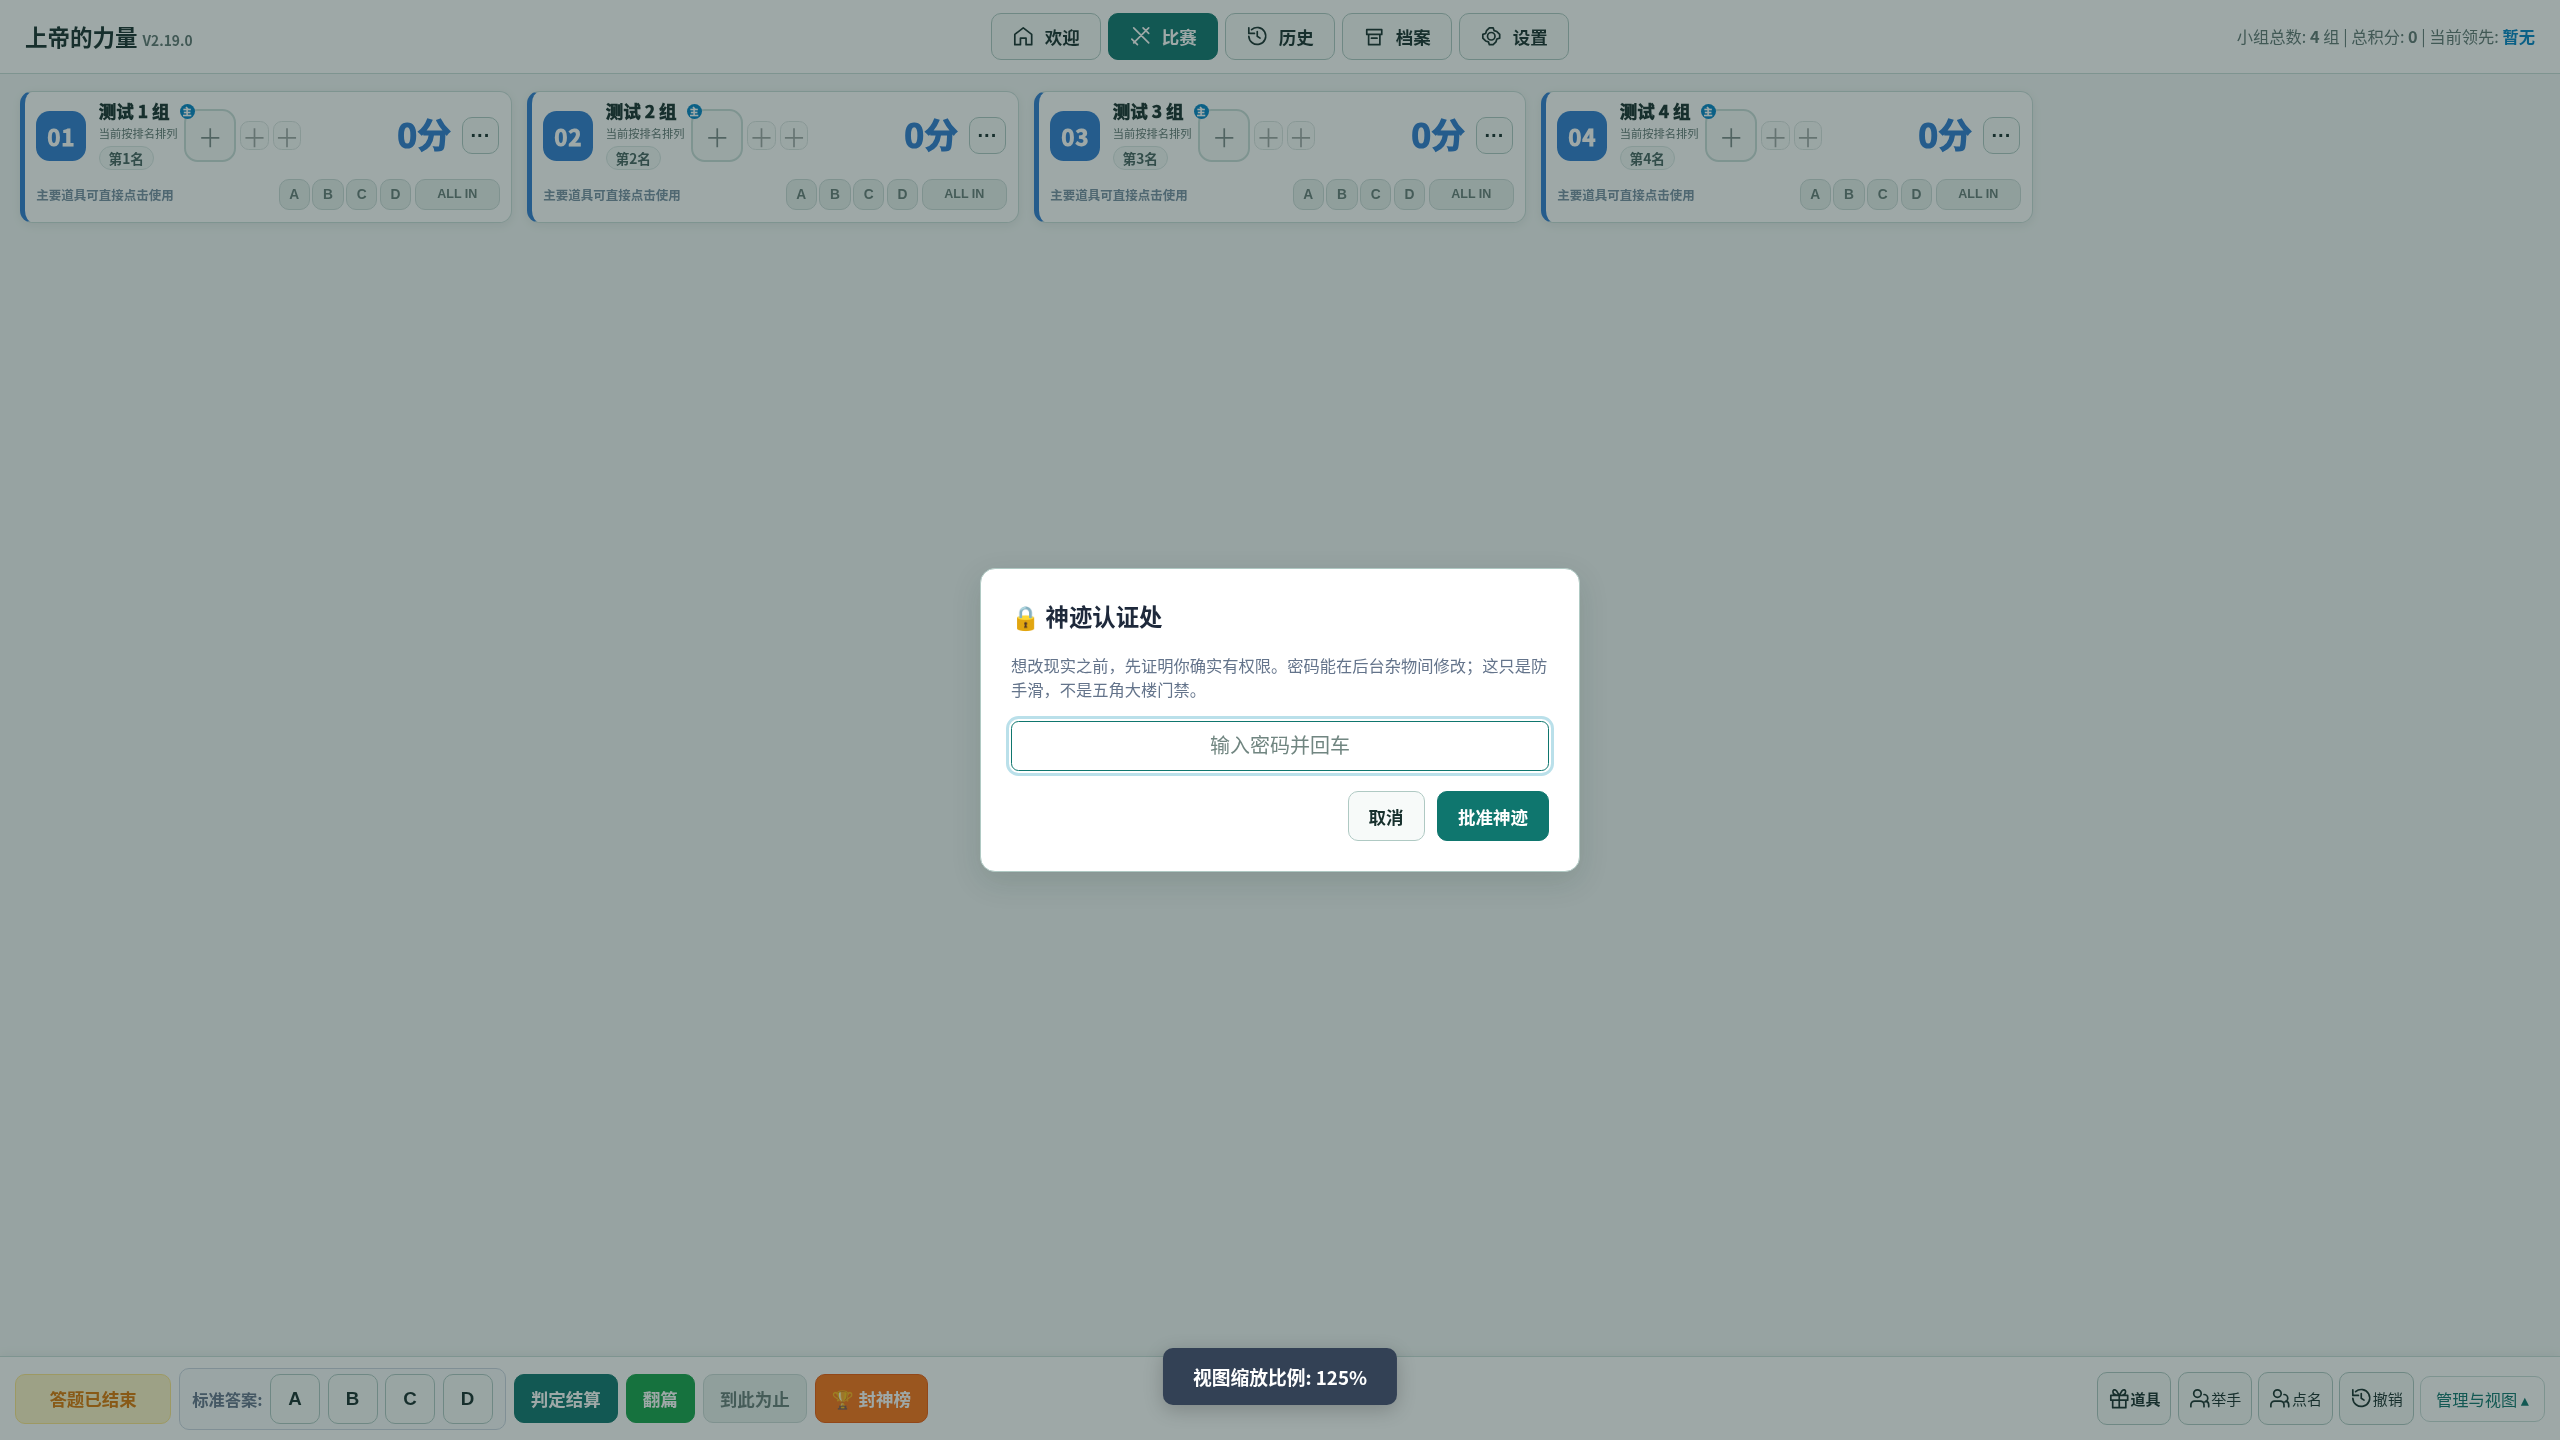 上帝的力量 V2.19.0
欢迎
比赛
历史
档案
设置
小组总数: 4 组 | 总积分: 0 | 当前领先: 暂无
01
测试 1 组
主
当前按排名排列
第1名
0分
...
主要道具可直接点击使用
A B C D ALL IN
02
测试 2 组
主
当前按排名排列
第2名
0分
...
主要道具可直接点击使用
A B C D ALL IN
03
测试 3 组
主
当前按排名排列
第3名
0分
...
主要道具可直接点击使用
A B C D ALL IN
04
测试 4 组
主
当前按排名排列
第4名
0分
...
主要道具可直接点击使用
A B C D ALL IN
🔒 神迹认证处
想改现实之前，先证明你确实有权限。密码能在后台杂物间修改；这只是防
手滑，不是五角大楼门禁。
输入密码并回车
取消
批准神迹
视图缩放比例: 125%
答题已结束
标准答案: A B C D
判定结算
翻篇
到此为止
🏆 封神榜
道具
举手
点名
撤销
管理与视图 ▴